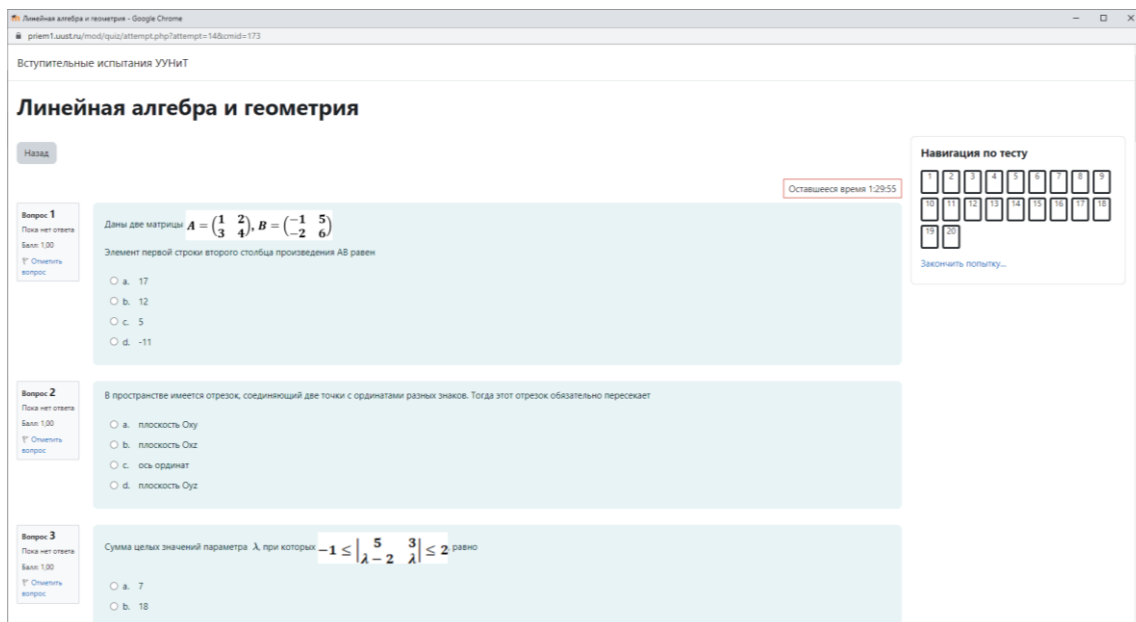 Линейная алгебра и геометрия - Google Chrome
priem1.uust.ru/mod/quiz/attempt.php?attempt=14&cmid=173
Вступительные испытания УУНиТ
Линейная алгебра и геометрия
Назад
Оставшееся время 1:29:55
Вопрос 1
Пока нет ответа
Балл: 1,00
Отметить вопрос
Даны две матрицы A = (1 2 3 4), B = (−1 5 −2 6)
Элемент первой строки второго столбца произведения AB равен
a. 17
b. 12
c. 5
d. -11
Вопрос 2
Пока нет ответа
Балл: 1,00
Отметить вопрос
В пространстве имеется отрезок, соединяющий две точки с ординатами разных знаков. Тогда этот отрезок обязательно пересекает
a. плоскость Oxy
b. плоскость Oxz
c. ось ординат
d. плоскость Oyz
Вопрос 3
Пока нет ответа
Балл: 1,00
Отметить вопрос
Сумма целых значений параметра λ, при которых −1 ≤ |5 3 λ − 2 λ| ≤ 2, равно
a. 7
b. 18
Навигация по тесту
1 2 3 4 5 6 7 8 9
10 11 12 13 14 15 16 17 18
19 20
Закончить попытку...